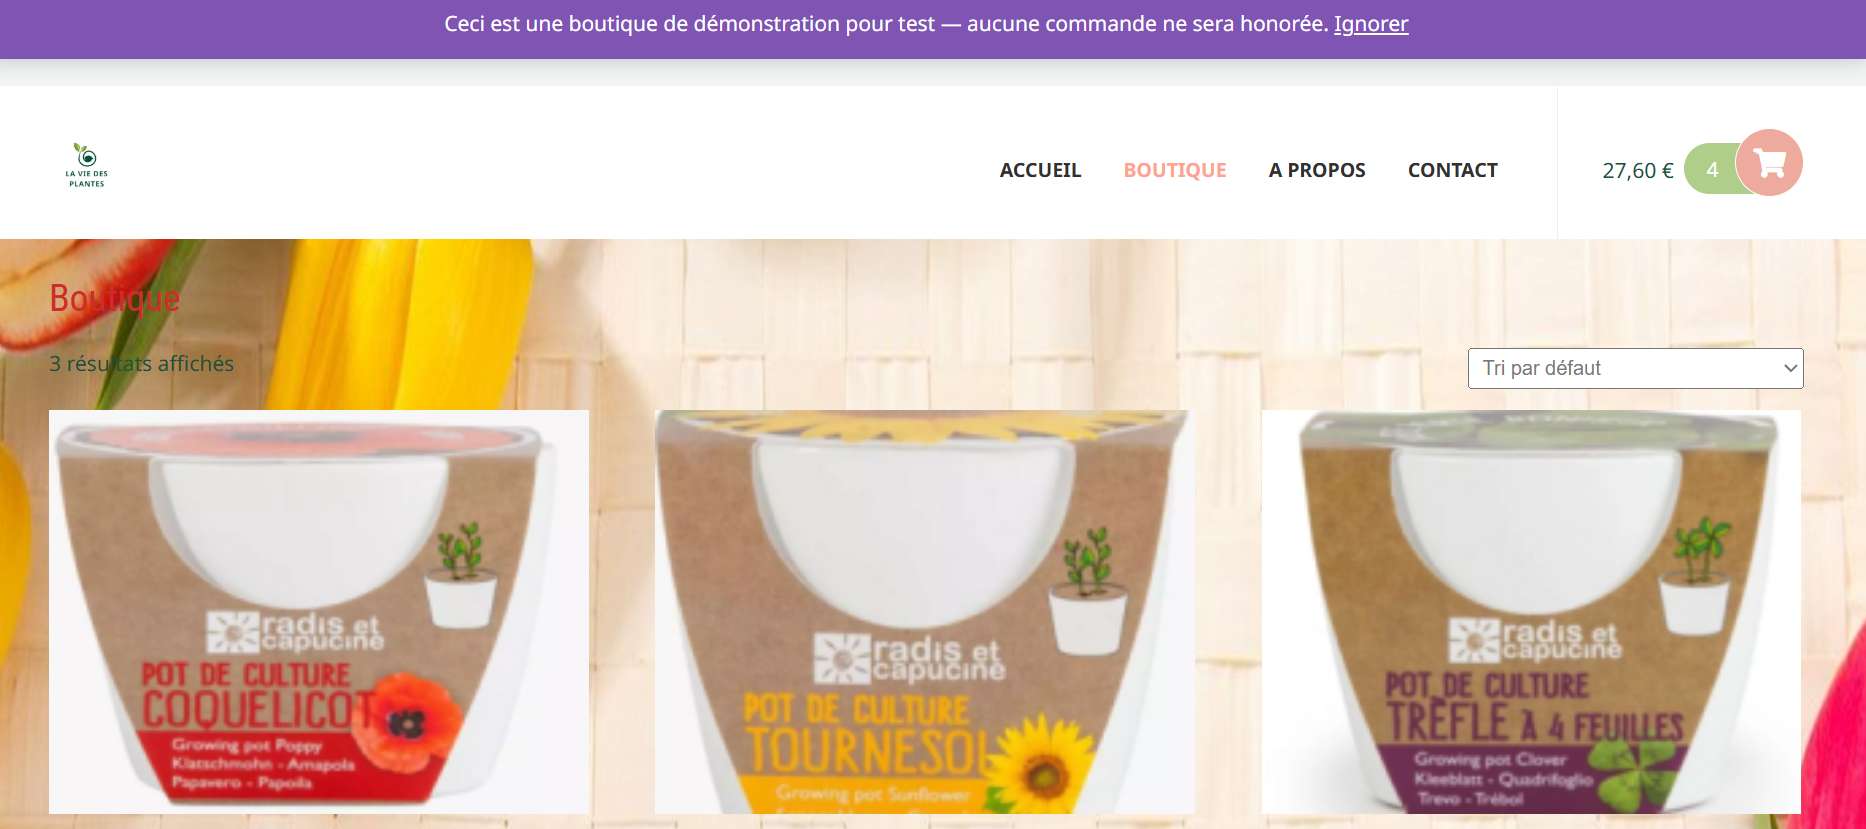 Ceci est une boutique de démonstration pour test — aucune commande ne sera honorée. Ignorer
LA VIE DES
PLANTES
ACCUEIL
BOUTIQUE
A PROPOS
CONTACT
27,60 €
4
Boutique
3 résultats affichés
Tri par défaut
radis et
capucine
POT DE CULTURE
COQUELICOT
Growing pot Poppy
Klatschmohn - Amapola
Papavero - Papoila
radis et
capucine
POT DE CULTURE
TOURNESOL
Growing pot Sunflower
radis et
capucine
POT DE CULTURE
TRÈFLE À 4 FEUILLES
Growing pot Clover
Kleeblatt - Quadrifoglio
Trevo - Trébol